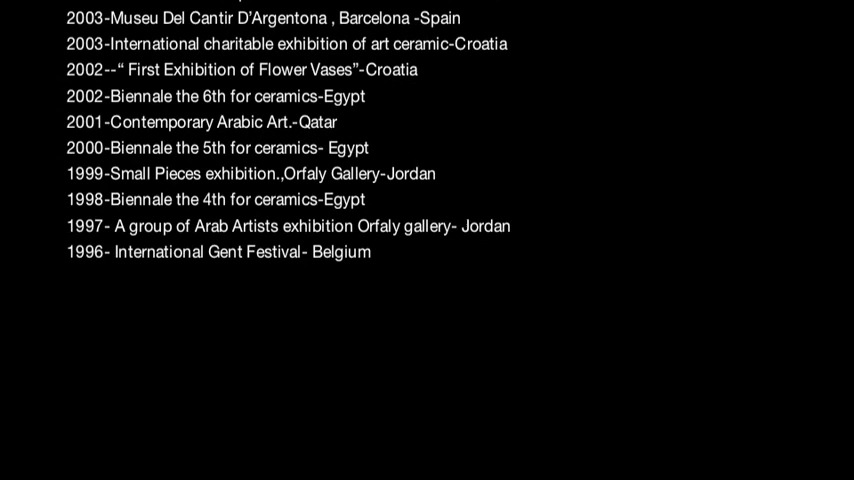 2003-Museu Del Cantir D’Argentona , Barcelona -Spain
2003-International charitable exhibition of art ceramic-Croatia
2002--“ First Exhibition of Flower Vases”-Croatia
2002-Biennale the 6th for ceramics-Egypt
2001-Contemporary Arabic Art.-Qatar
2000-Biennale the 5th for ceramics- Egypt
1999-Small Pieces exhibition.,Orfaly Gallery-Jordan
1998-Biennale the 4th for ceramics-Egypt
1997- A group of Arab Artists exhibition Orfaly gallery- Jordan
1996- International Gent Festival- Belgium